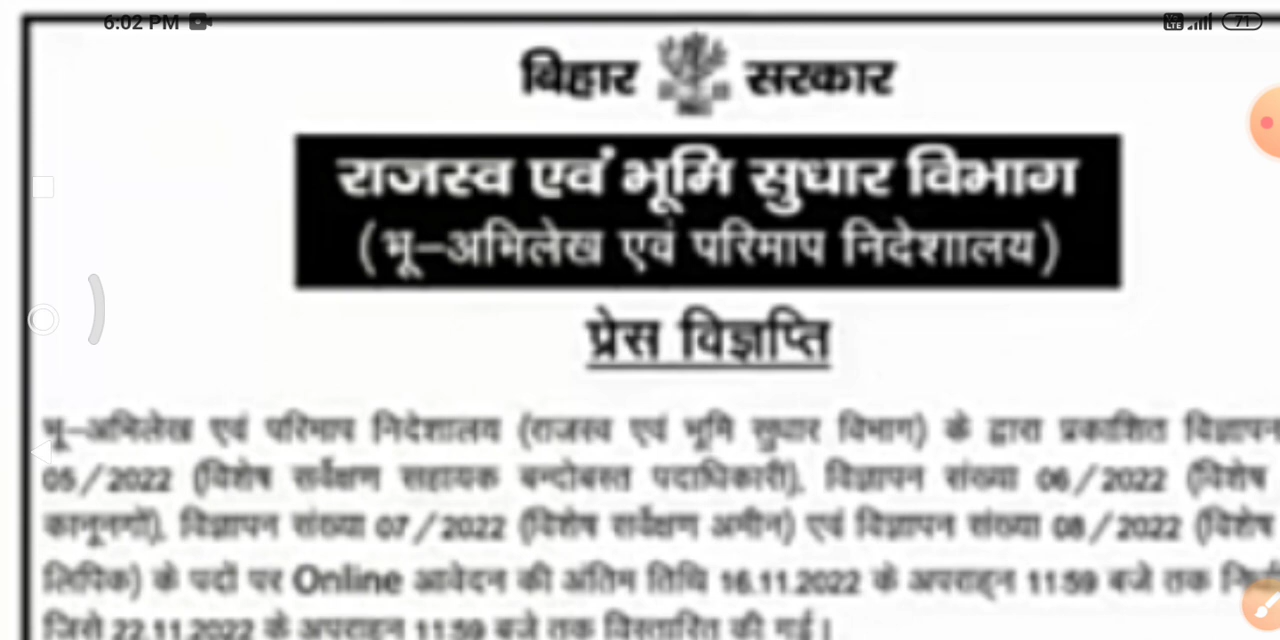 6:02 PM
Vo LTE 71
बिहार सरकार
राजस्व एवं भूमि सुधार विभाग
(भू-अभिलेख एवं परिमाप निदेशालय)
प्रेस विज्ञप्ति
भू-अभिलेख एवं परिमाप निदेशालय (राजस्व एवं भूमि सुधार विभाग) के द्वारा प्रकाशित विज्ञापन
05/2022 (विशेष सर्वेक्षण सहायक बन्दोबस्त पदाधिकारी), विज्ञापन संख्या 06/2022 (विशेष
कानूनगों), विज्ञापन संख्या 07/2022 (विशेष सर्वेक्षण अमीन) एवं विज्ञापन संख्या 08/2022 (विशेष
लिपिक) के पदों पर Online आवेदन की अंतिम तिथि 16.11.2022 के अपराह्न 11:59 बजे तक
जिसे 22.11.2022 के अपराह्न 11:59 बजे तक विस्तारित की गई।